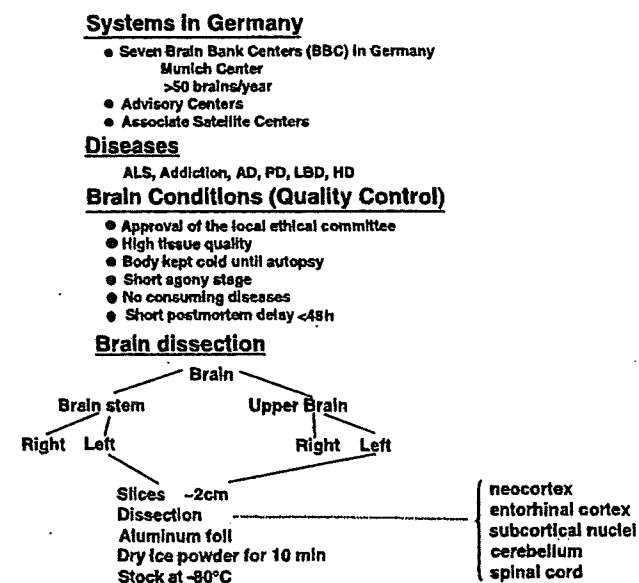 Systems in Germany
● Seven Brain Bank Centers (BBC) in Germany
Munich Center
>50 brains/year
● Advisory Centers
● Associate Satellite Centers
Diseases
ALS, Addiction, AD, PD, LBD, HD
Brain Conditions (Quality Control)
● Approval of the local ethical committee
● High tissue quality
● Body kept cold until autopsy
● Short agony stage
● No consuming diseases
● Short postmortem delay <48h
Brain dissection
Brain
Brain stem Upper Brain
Right Left Right Left
Slices ~2cm
Dissection
Aluminum foil
Dry ice powder for 10 min
Stock at -80°C
neocortex
entorhinal cortex
subcortical nuclei
cerebellum
spinal cord